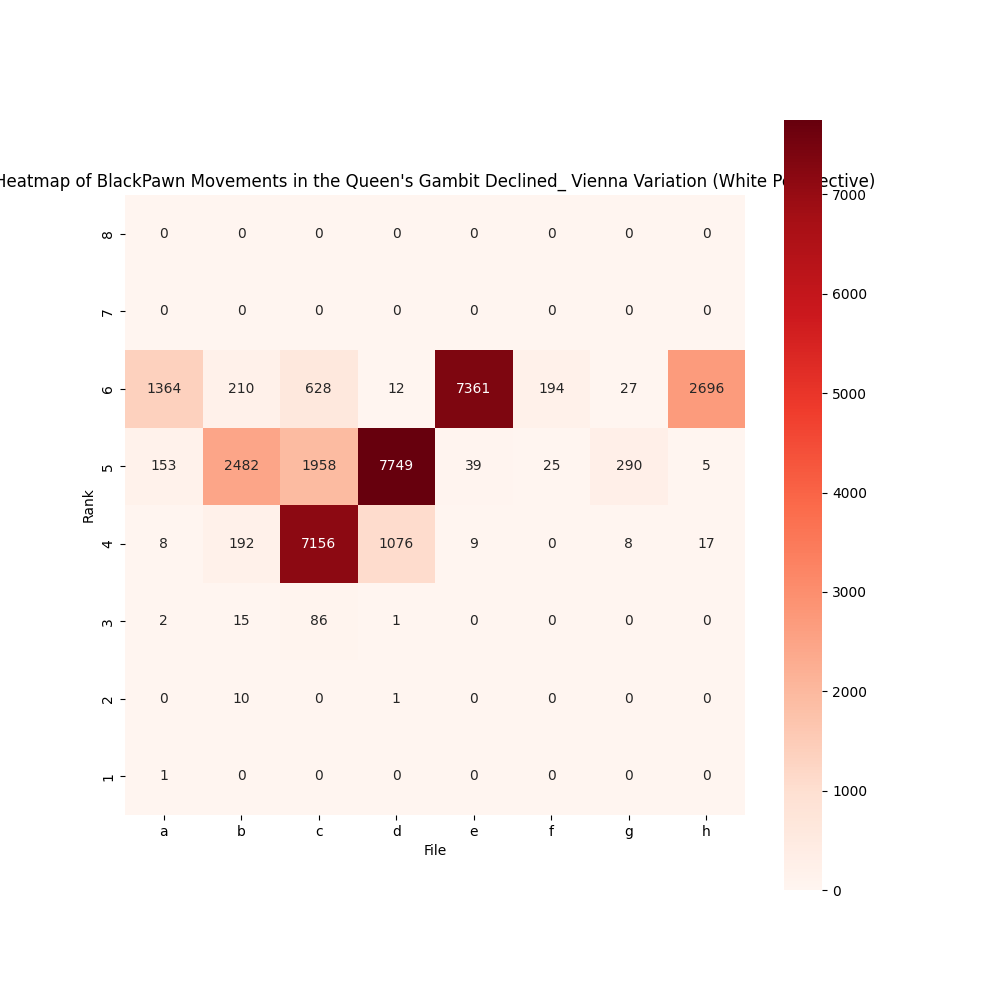 Heatmap of BlackPawn Movements in the Queen's Gambit Declined_ Vienna Variation (White Perspective)
8 0 0 0 0 0 0 0 0
7 0 0 0 0 0 0 0 0
6 1364 210 628 12 7361 194 27 2696
5 153 2482 1958 7749 39 25 290 5
4 8 192 7156 1076 9 0 8 17
3 2 15 86 1 0 0 0 0
2 0 10 0 1 0 0 0 0
1 1 0 0 0 0 0 0 0
a b c d e f g h
File
Rank
7000
6000
5000
4000
3000
2000
1000
0